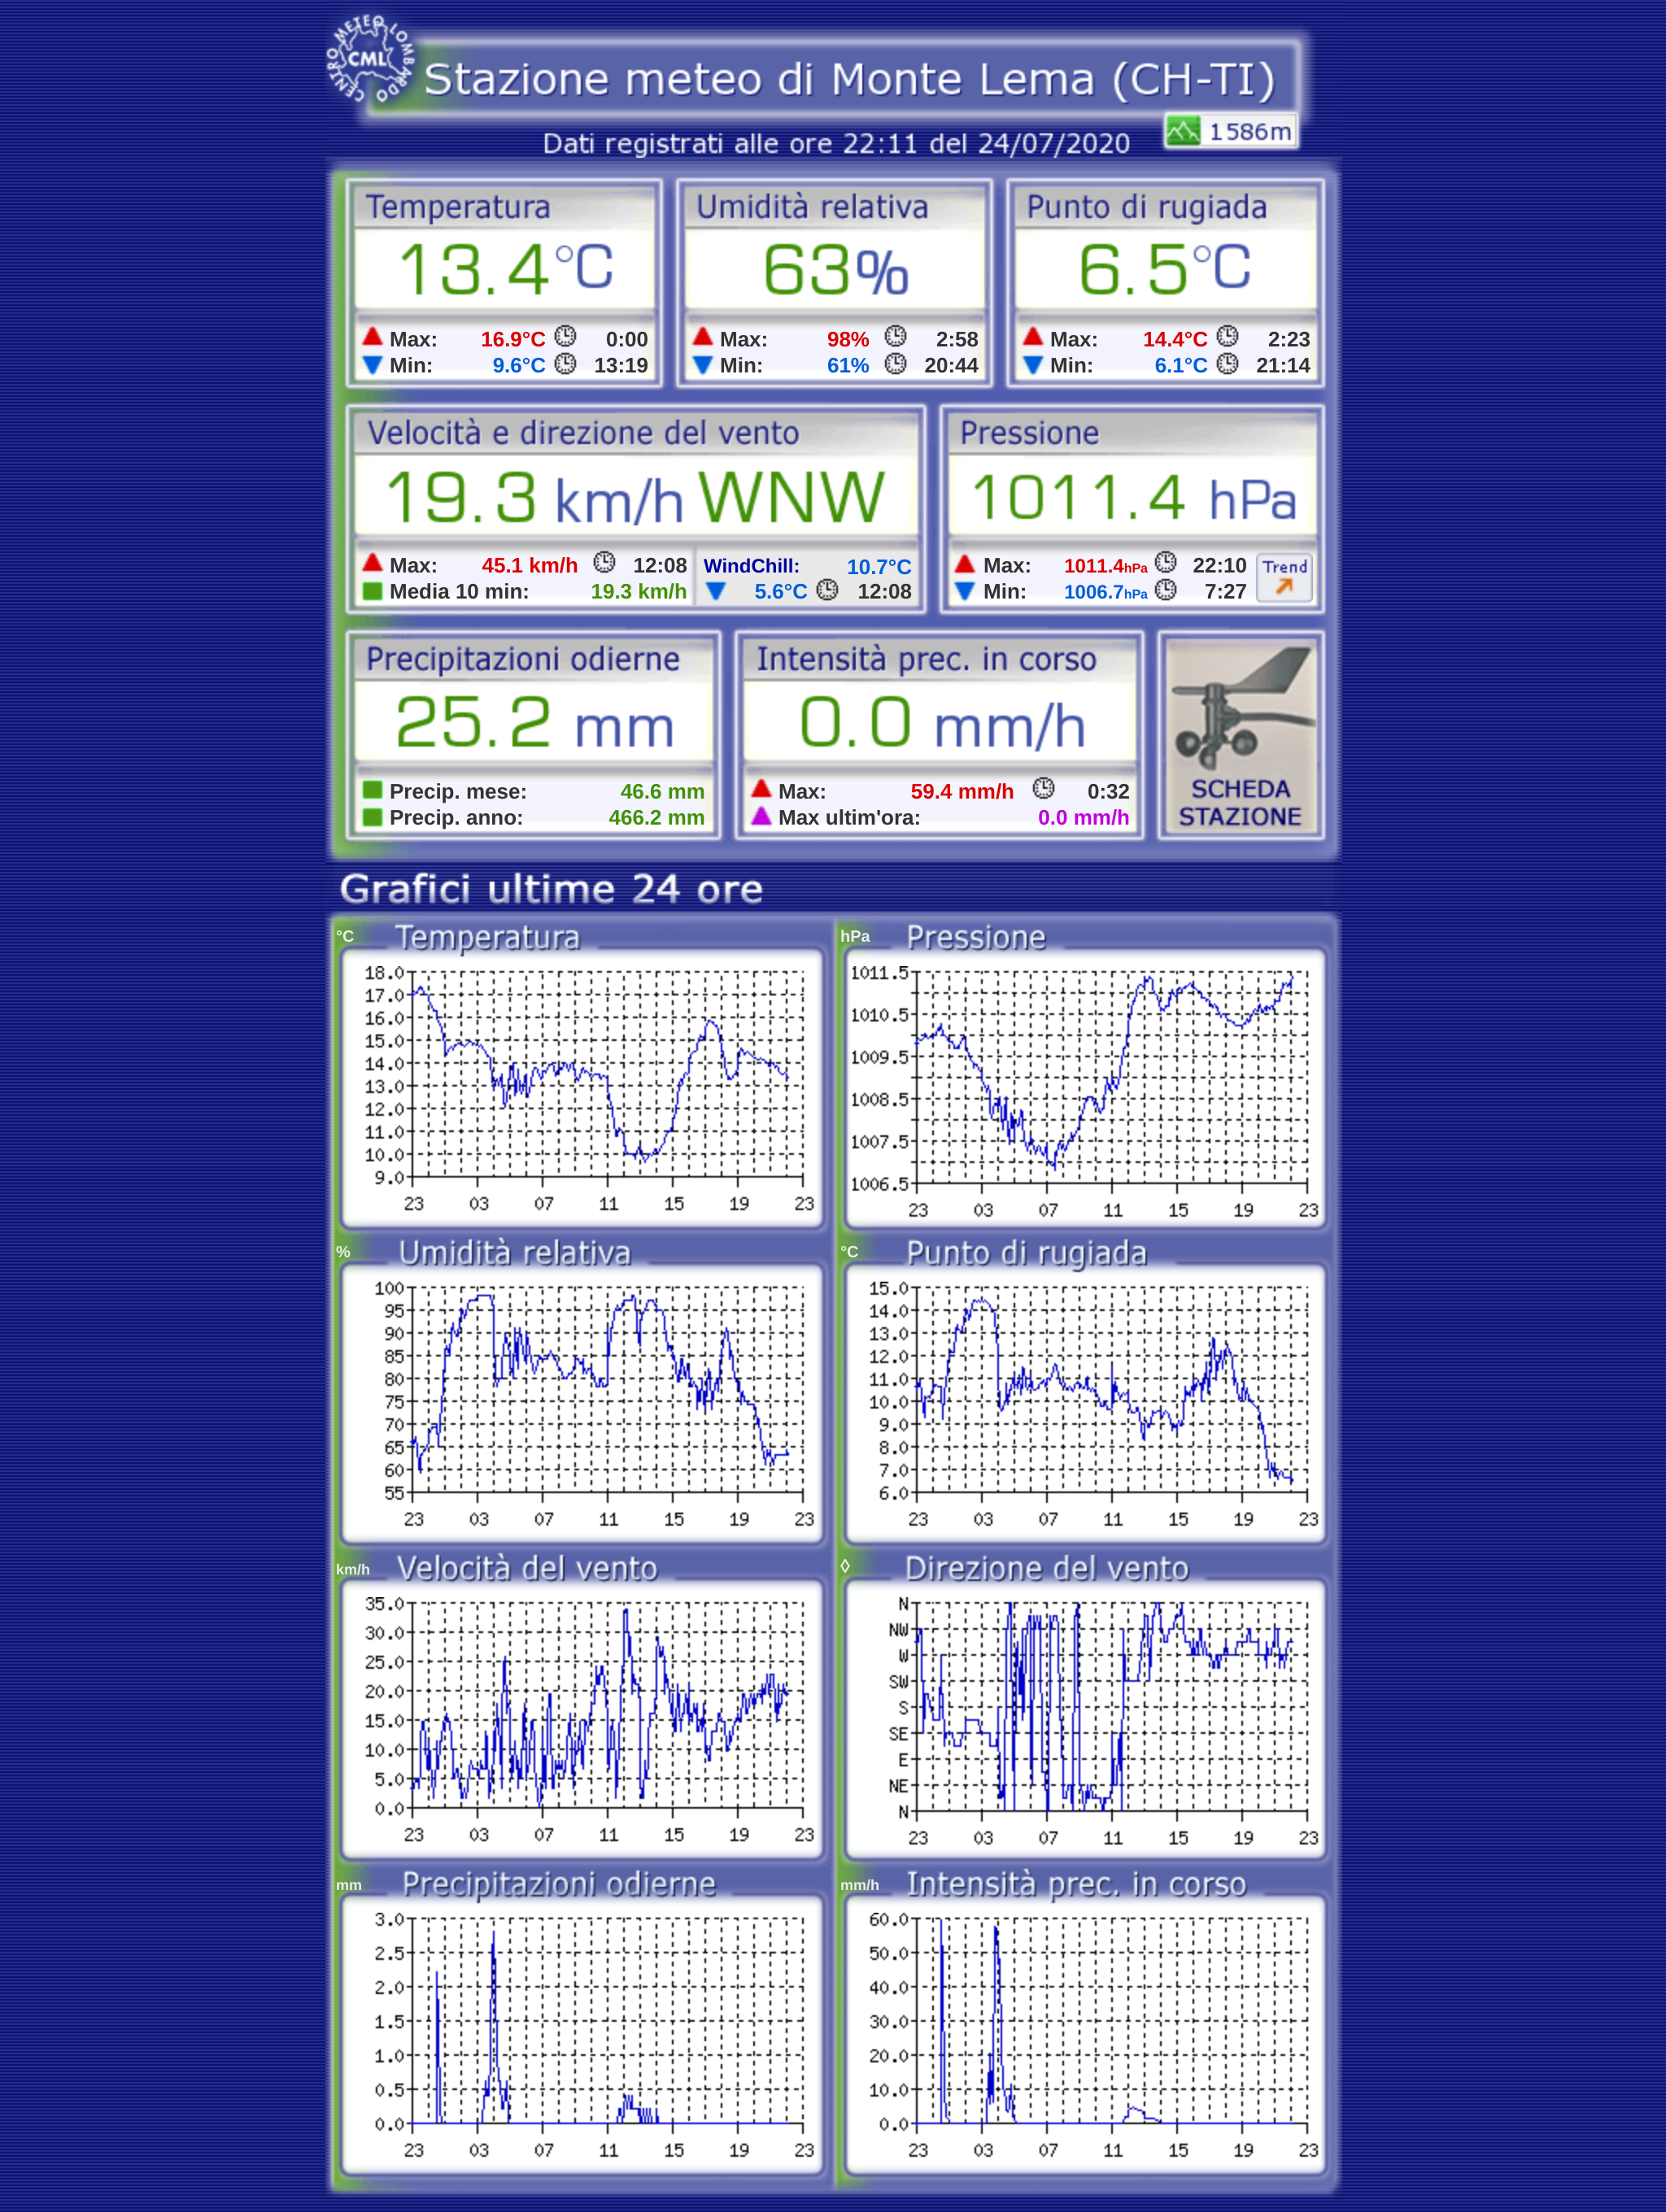 CENTRO METEO LOMBARDO
CML
Stazione meteo di Monte Lema (CH-TI)
Dati registrati alle ore 22:11 del 24/07/2020
1586m
Temperatura
13.4°C
Max: 16.9°C 0:00
Min: 9.6°C 13:19
Umidità relativa
63%
Max: 98% 2:58
Min: 61% 20:44
Punto di rugiada
6.5°C
Max: 14.4°C 2:23
Min: 6.1°C 21:14
Velocità e direzione del vento
19.3 km/h WNW
Max: 45.1 km/h 12:08
Media 10 min: 19.3 km/h
WindChill: 10.7°C
5.6°C 12:08
Pressione
1011.4 hPa
Max: 1011.4hPa 22:10
Min: 1006.7hPa 7:27
Trend
Precipitazioni odierne
25.2 mm
Precip. mese: 46.6 mm
Precip. anno: 466.2 mm
Intensità prec. in corso
0.0 mm/h
Max: 59.4 mm/h 0:32
Max ultim'ora: 0.0 mm/h
SCHEDA
STAZIONE
Grafici ultime 24 ore
°C Temperatura
18.0
17.0
16.0
15.0
14.0
13.0
12.0
11.0
10.0
9.0
23 03 07 11 15 19 23
hPa Pressione
1011.5
1010.5
1009.5
1008.5
1007.5
1006.5
23 03 07 11 15 19 23
% Umidità relativa
100
95
90
85
80
75
70
65
60
55
23 03 07 11 15 19 23
°C Punto di rugiada
15.0
14.0
13.0
12.0
11.0
10.0
9.0
8.0
7.0
6.0
23 03 07 11 15 19 23
km/h Velocità del vento
35.0
30.0
25.0
20.0
15.0
10.0
5.0
0.0
23 03 07 11 15 19 23
◊ Direzione del vento
N
NW
W
SW
S
SE
E
NE
N
23 03 07 11 15 19 23
mm Precipitazioni odierne
3.0
2.5
2.0
1.5
1.0
0.5
0.0
23 03 07 11 15 19 23
mm/h Intensità prec. in corso
60.0
50.0
40.0
30.0
20.0
10.0
0.0
23 03 07 11 15 19 23